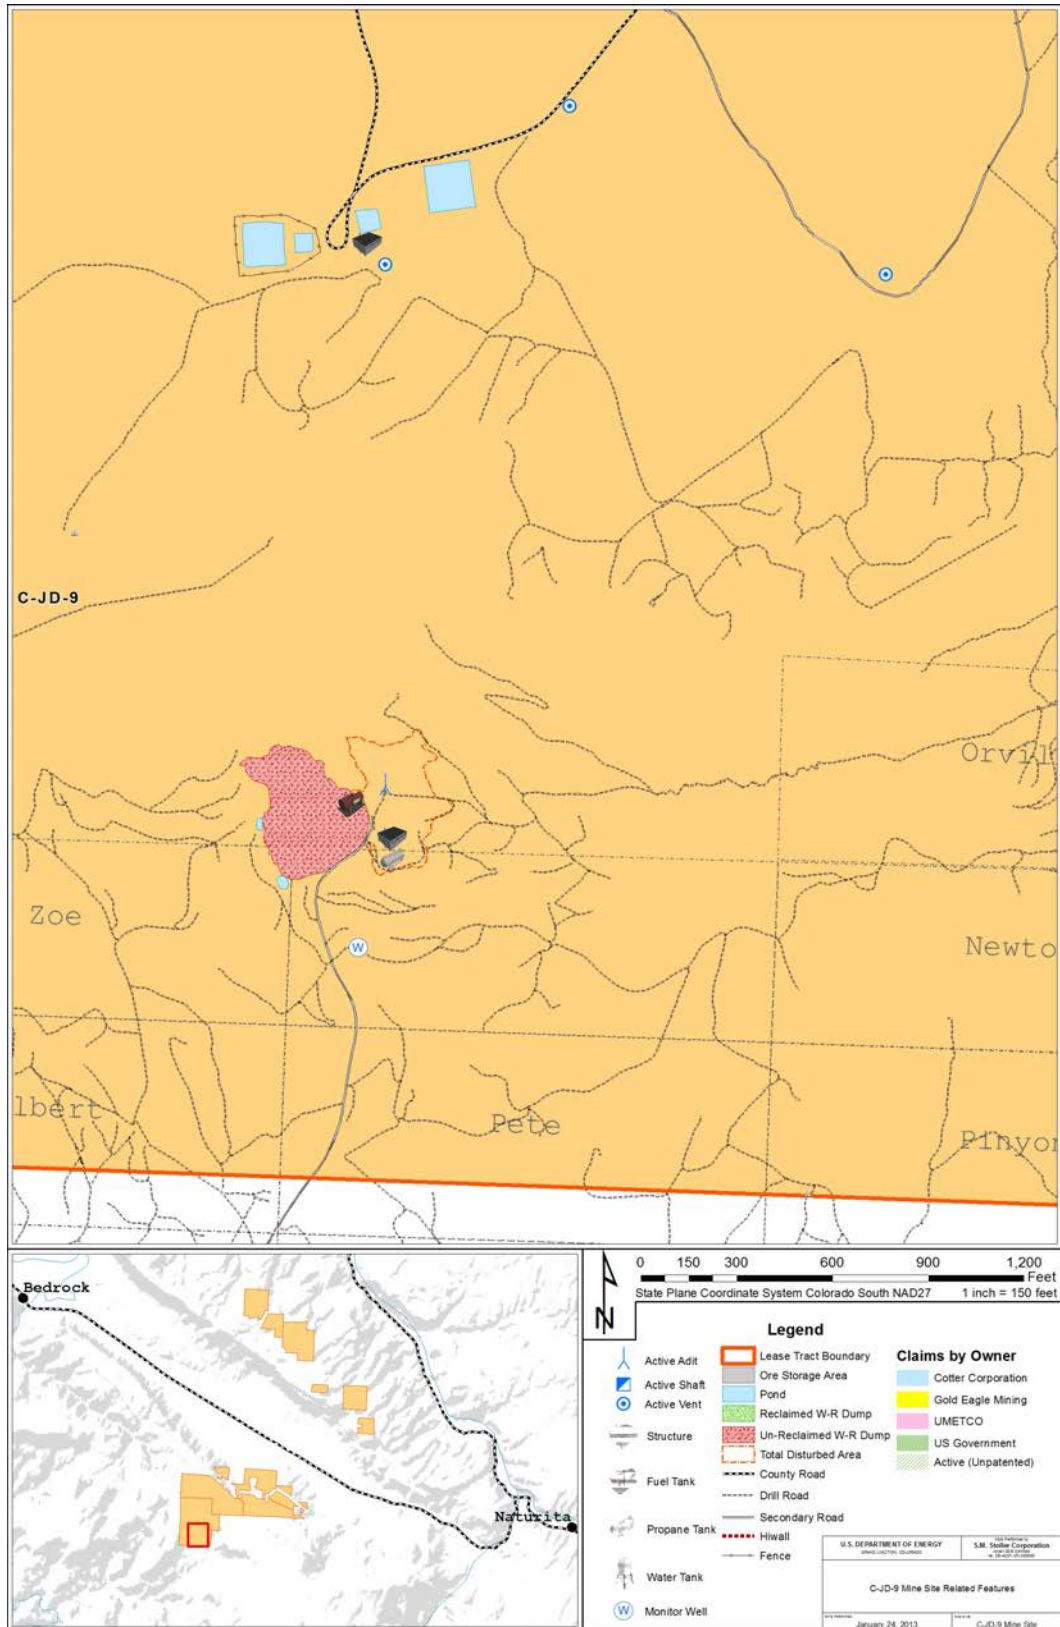 C-JD-9
Orvil
Zoe
Newto
lbert
Pete
Pinyon
Bedrock
Naturita
N
0 150 300 600 900 1,200
Feet
State Plane Coordinate System Colorado South NAD27 1 inch = 150 feet
Legend
Active Adit
Active Shaft
Active Vent
Structure
Fuel Tank
Propane Tank
Water Tank
W Monitor Well
Lease Tract Boundary
Ore Storage Area
Pond
Reclaimed W-R Dump
Un-Reclaimed W-R Dump
Total Disturbed Area
County Road
Drill Road
Secondary Road
Hiwall
Fence
Claims by Owner
Cotter Corporation
Gold Eagle Mining
UMETCO
US Government
Active (Unpatented)
U.S. DEPARTMENT OF ENERGY
GRAND JUNCTION, COLORADO
S.M. Stoller Corporation
C-JD-9 Mine Site Related Features
January 24, 2013
C-JD-9 Mine Site
W